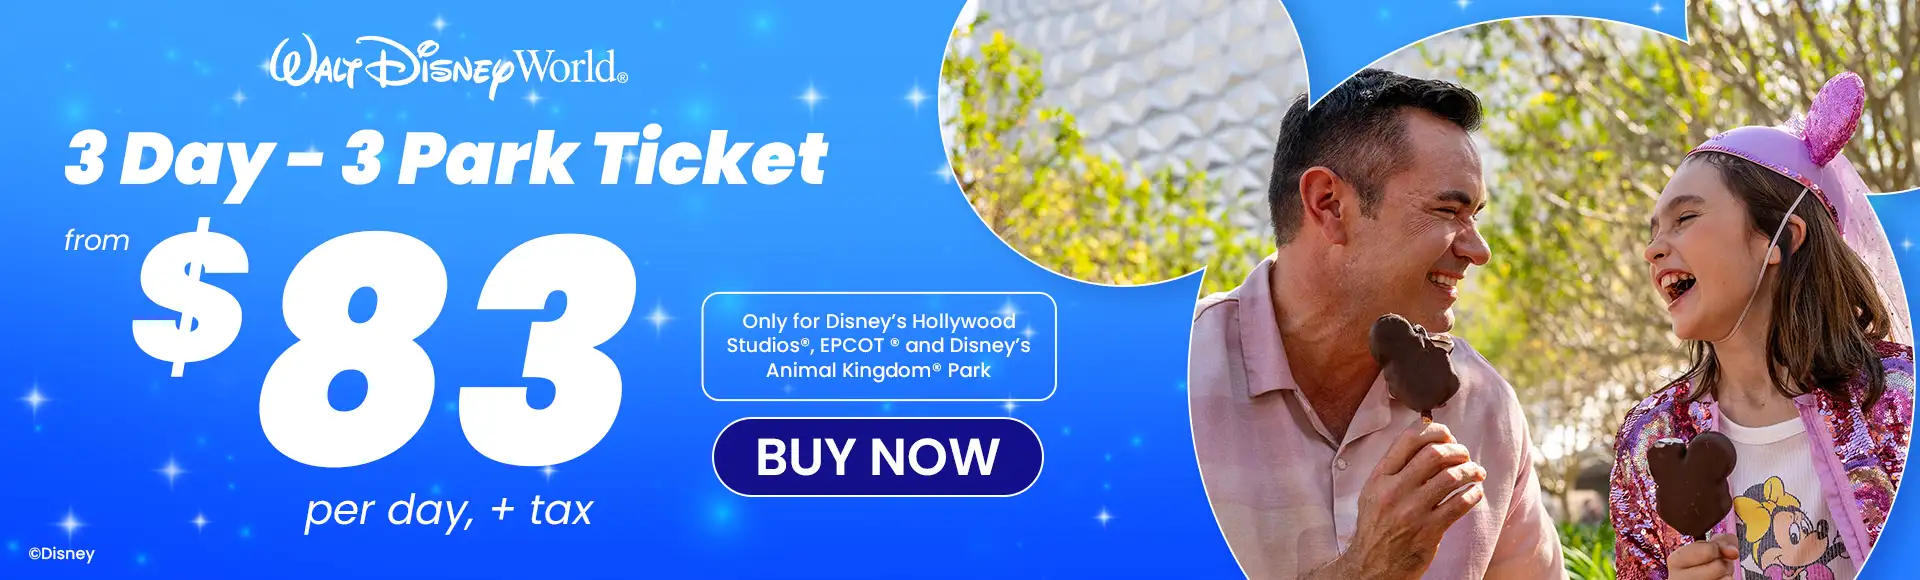 WALT DISNEY World®
3 Day - 3 Park Ticket
from
$83
per day, + tax
Only for Disney’s Hollywood
Studios®, EPCOT ® and Disney’s
Animal Kingdom® Park
BUY NOW
©Disney